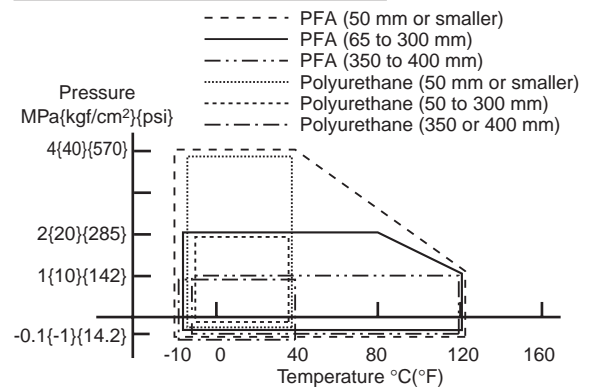 PFA (50 mm or smaller)
PFA (65 to 300 mm)
PFA (350 to 400 mm)
Polyurethane (50 mm or smaller)
Polyurethane (50 to 300 mm)
Polyurethane (350 or 400 mm)
Pressure
MPa{kgf/cm²}{psi}
4{40}{570}
2{20}{285}
1{10}{142}
-0.1{-1}{14.2}
-10 0 40 80 120 160
Temperature °C(°F)